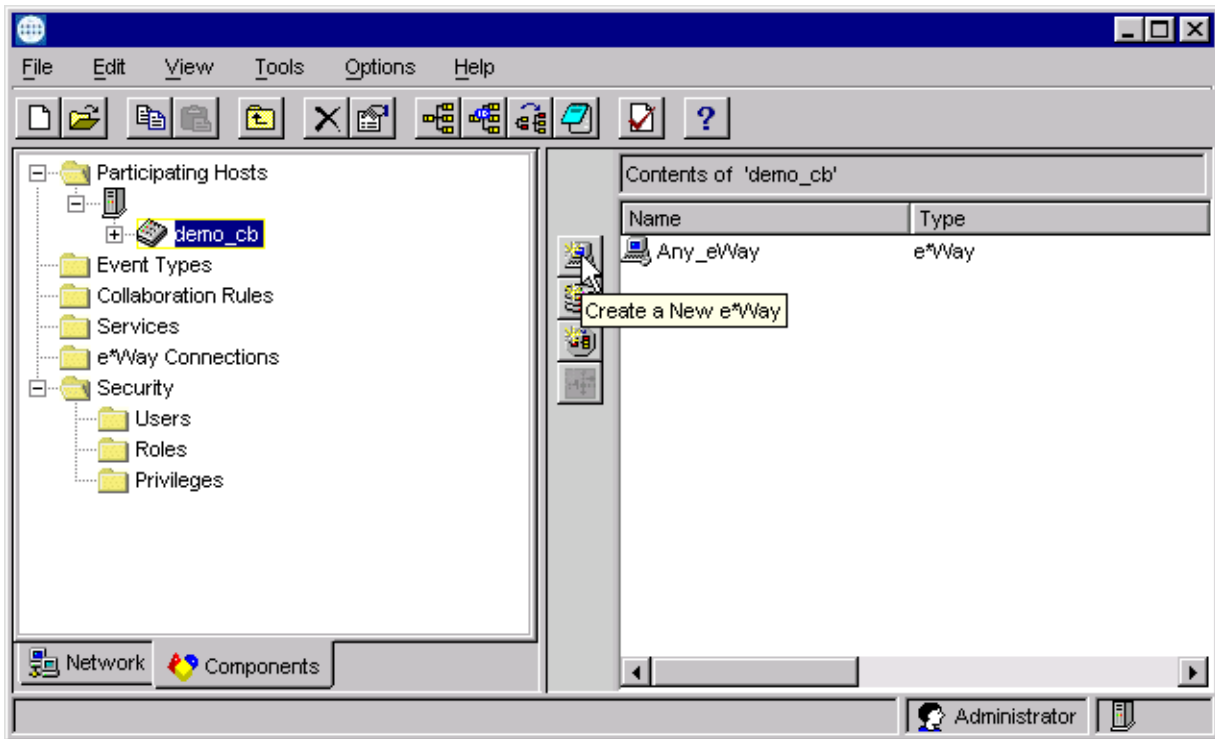 File Edit View Tools Options Help
?
Participating Hosts
demo_cb
Event Types
Collaboration Rules
Services
e*Way Connections
Security
Users
Roles
Privileges
Network
Components
Contents of 'demo_cb'
Name Type
Any_eWay e*Way
Create a New e*Way
Administrator